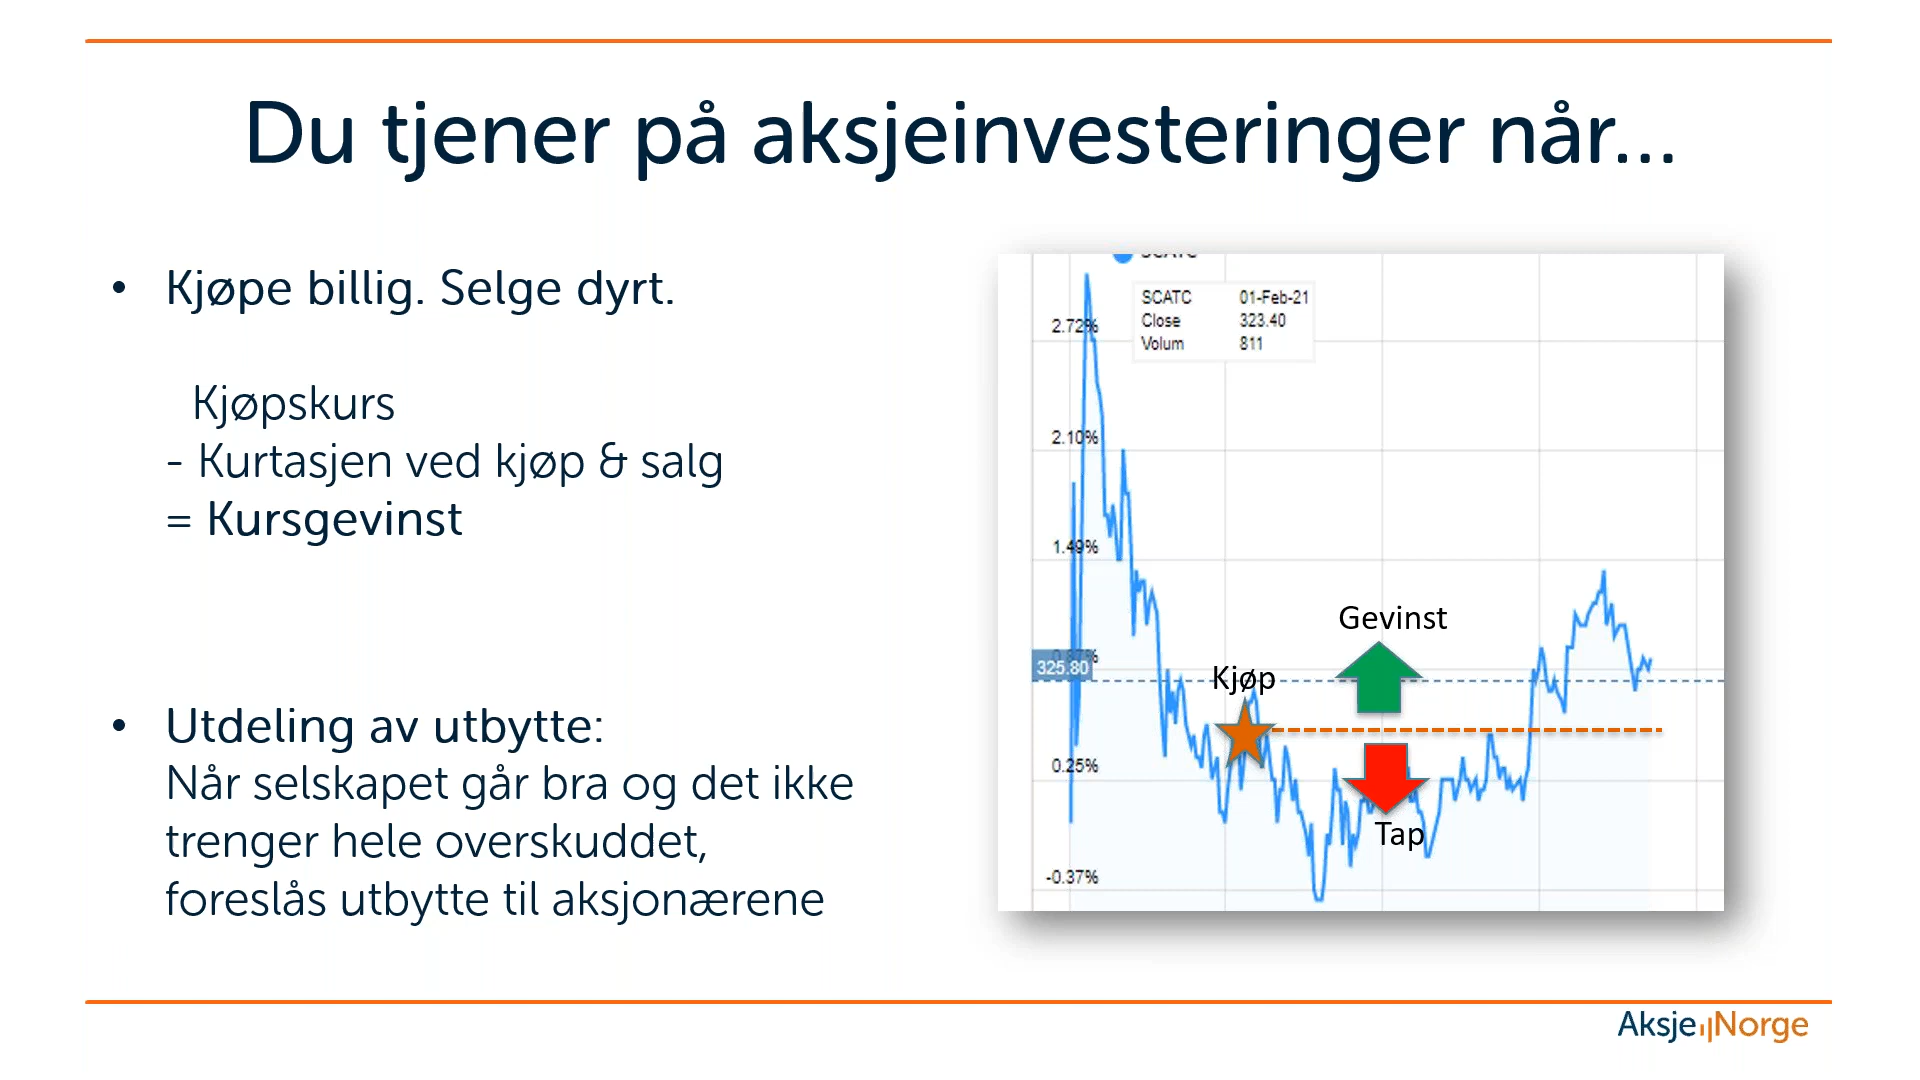 Du tjener på aksjeinvesteringer når...
• Kjøpe billig. Selge dyrt.
Kjøpskurs
- Kurtasjen ved kjøp & salg
= Kursgevinst
• Utdeling av utbytte:
Når selskapet går bra og det ikke
trenger hele overskuddet,
foreslås utbytte til aksjonærene
SCATC
SCATC 01-Feb-21
Close 323.40
Volum 811
2.72%
2.10%
1.49%
325.80
0.25%
-0.37%
Gevinst
Kjøp
Tap
AksjeNorge